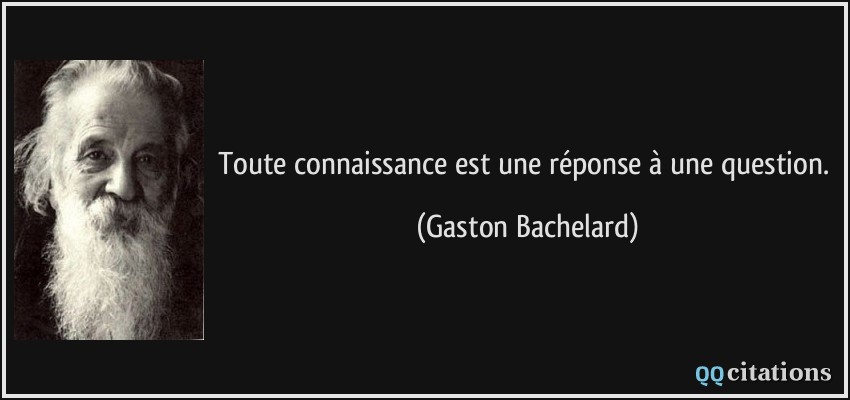 Toute connaissance est une réponse à une question.
(Gaston Bachelard)
QQcitations